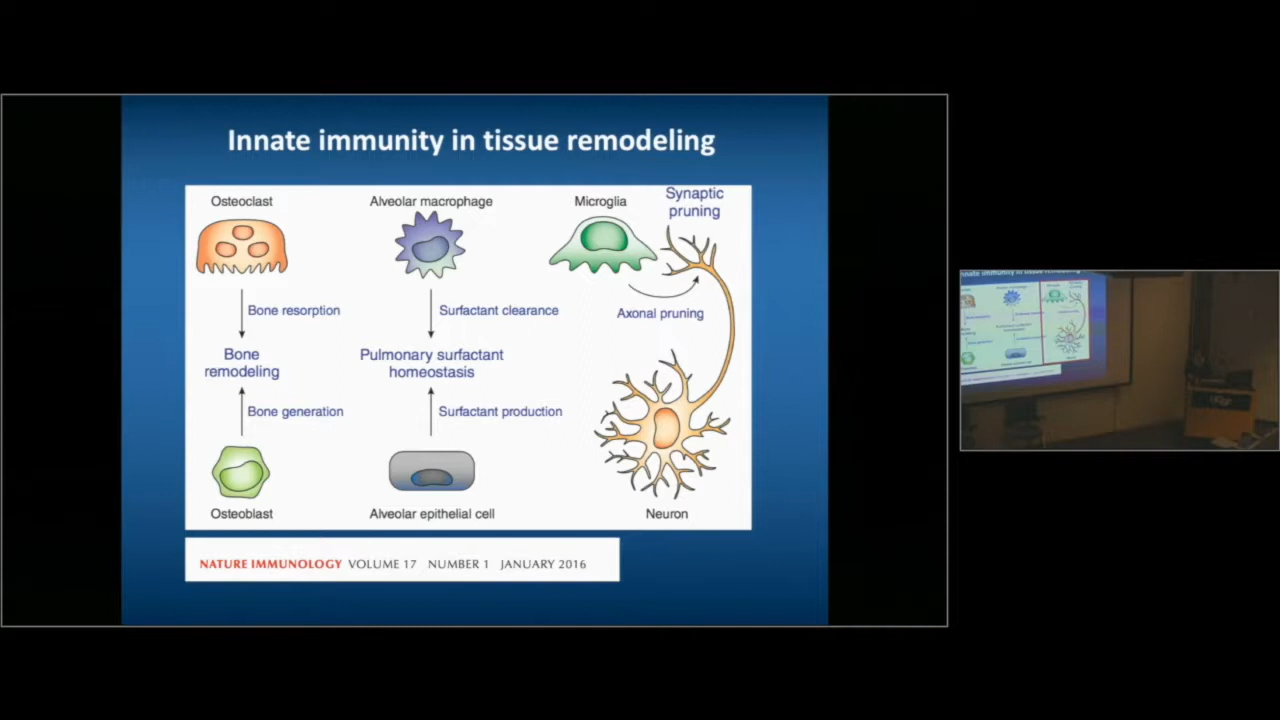 Innate immunity in tissue remodeling
Osteoclast
Alveolar macrophage
Microglia
Synaptic
pruning
Bone resorption
Surfactant clearance
Axonal pruning
Bone
remodeling
Pulmonary surfactant
homeostasis
Bone generation
Surfactant production
Osteoblast
Alveolar epithelial cell
Neuron
NATURE IMMUNOLOGY VOLUME 17 NUMBER 1 JANUARY 2016